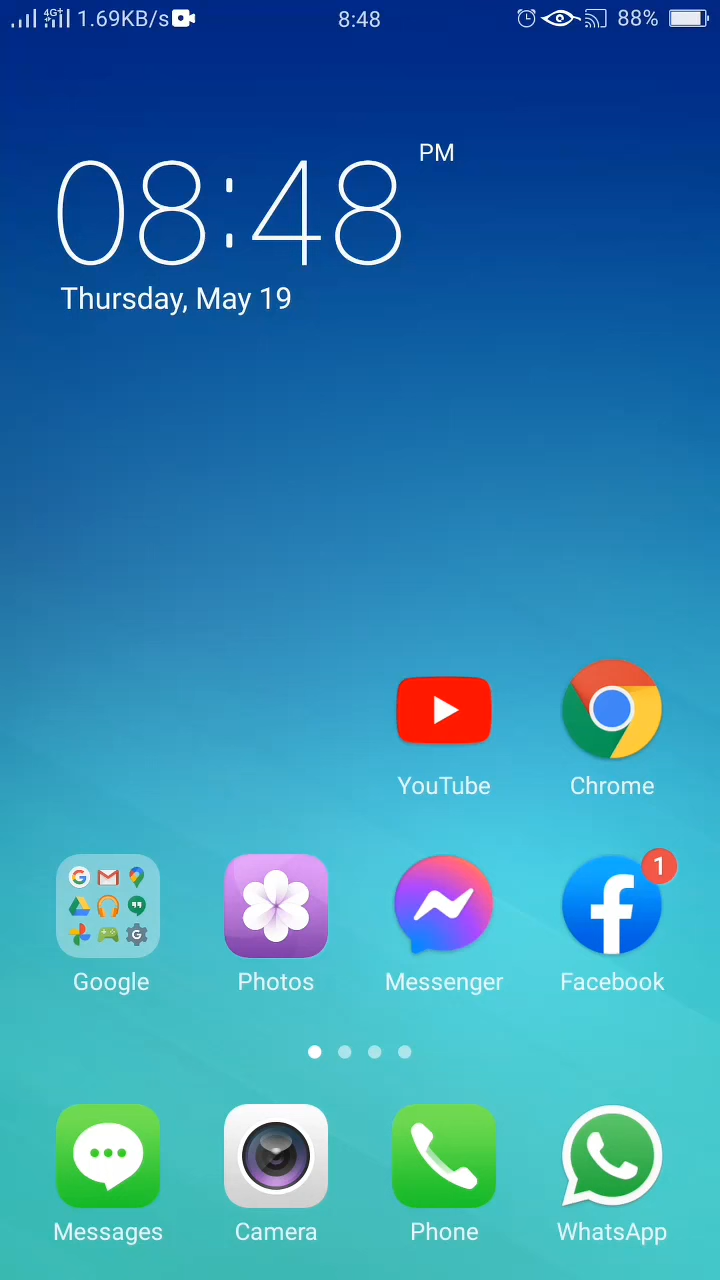 4G+ 1.69KB/s 8:48 88%
PM
08:48
Thursday, May 19
YouTube Chrome
1
Google Photos Messenger Facebook
Messages Camera Phone WhatsApp